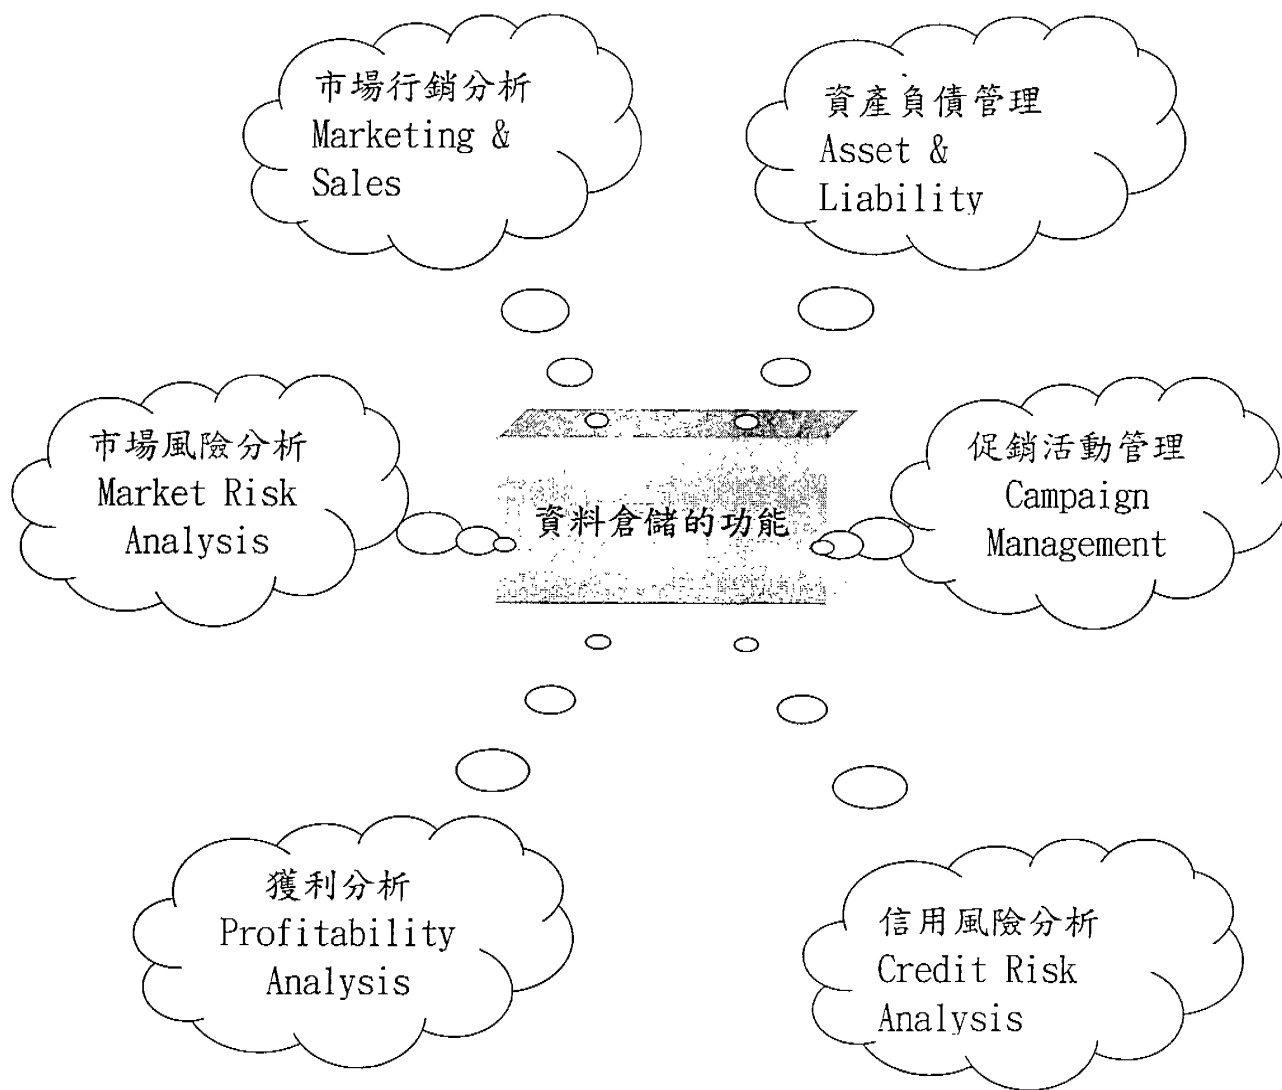 市場行銷分析
Marketing &
Sales
資產負債管理
Asset &
Liability
市場風險分析
Market Risk
Analysis
資料倉儲的功能
促銷活動管理
Campaign
Management
獲利分析
Profitability
Analysis
信用風險分析
Credit Risk
Analysis